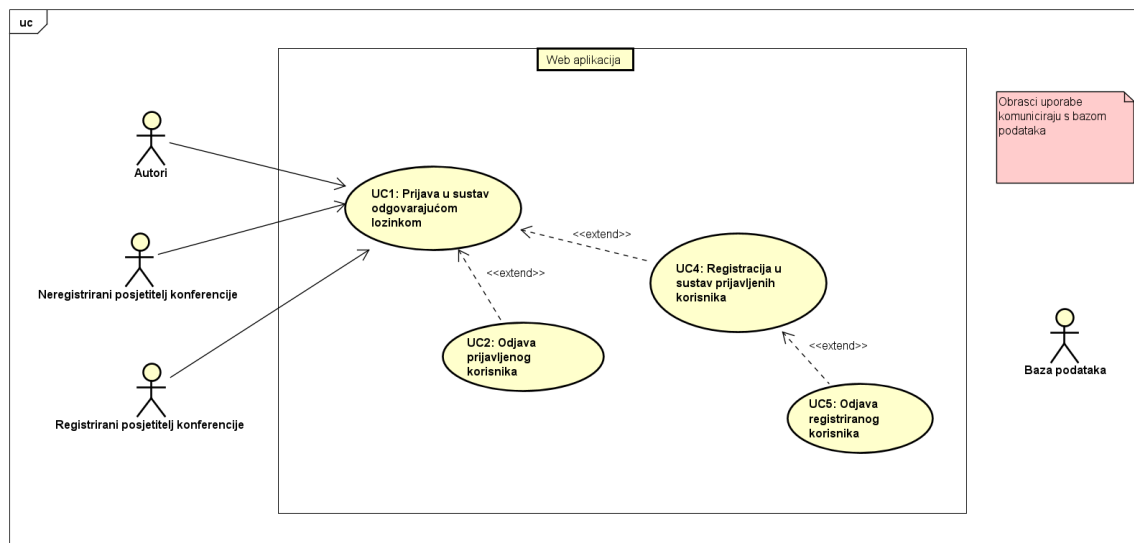 uc
Web aplikacija
Obrasci uporabe
komuniciraju s bazom
podataka
Autori
UC1: Prijava u sustav
odgovarajućom
lozinkom
<<extend>>
UC4: Registracija u
sustav prijavljenih
korisnika
<<extend>>
Neregistrirani posjetitelj konferencije
UC2: Odjava
prijavljenog
korisnika
<<extend>>
Baza podataka
UC5: Odjava
registriranog
korisnika
Registrirani posjetitelj konferencije